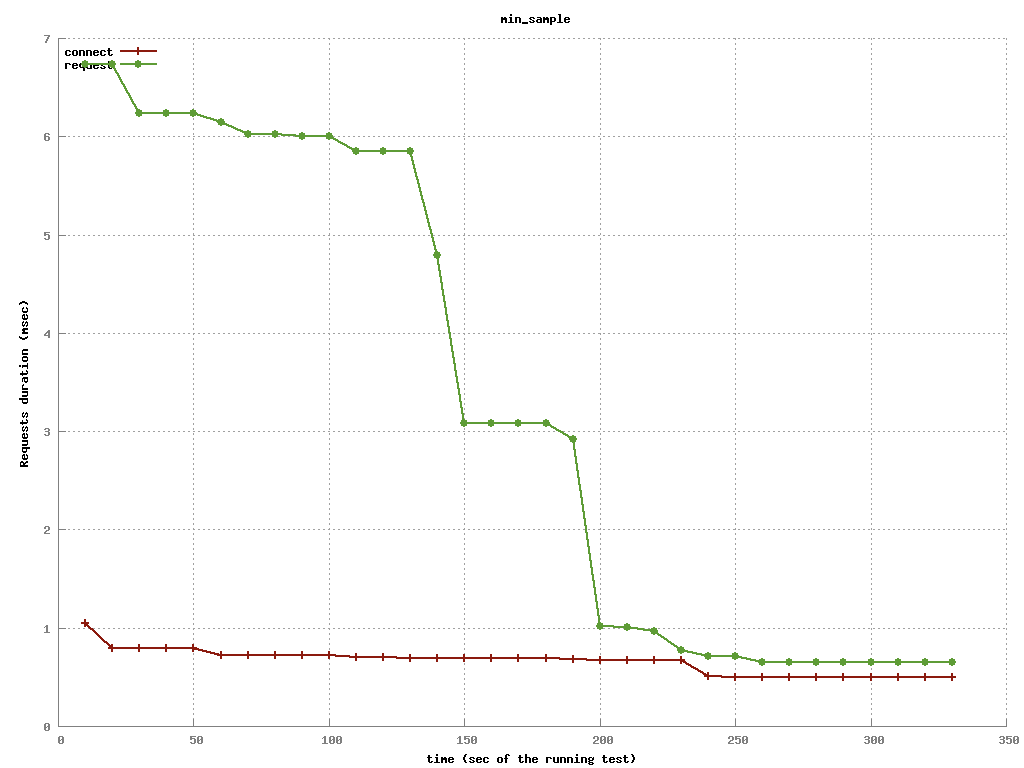 min_sample
connect
request
7
6
5
4
3
2
1
0
0 50 100 150 200 250 300 350
Requests duration (msec)
time (sec of the running test)